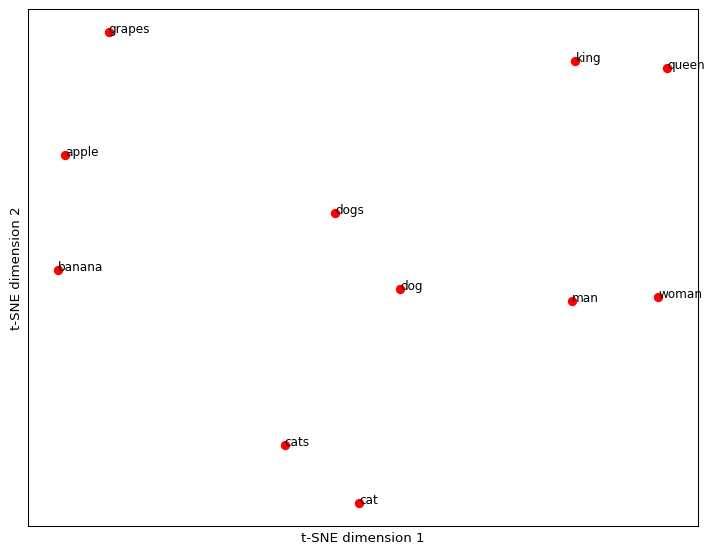 grapes
king
queen
apple
dogs
banana
dog
man
woman
cats
cat
t-SNE dimension 1
t-SNE dimension 2